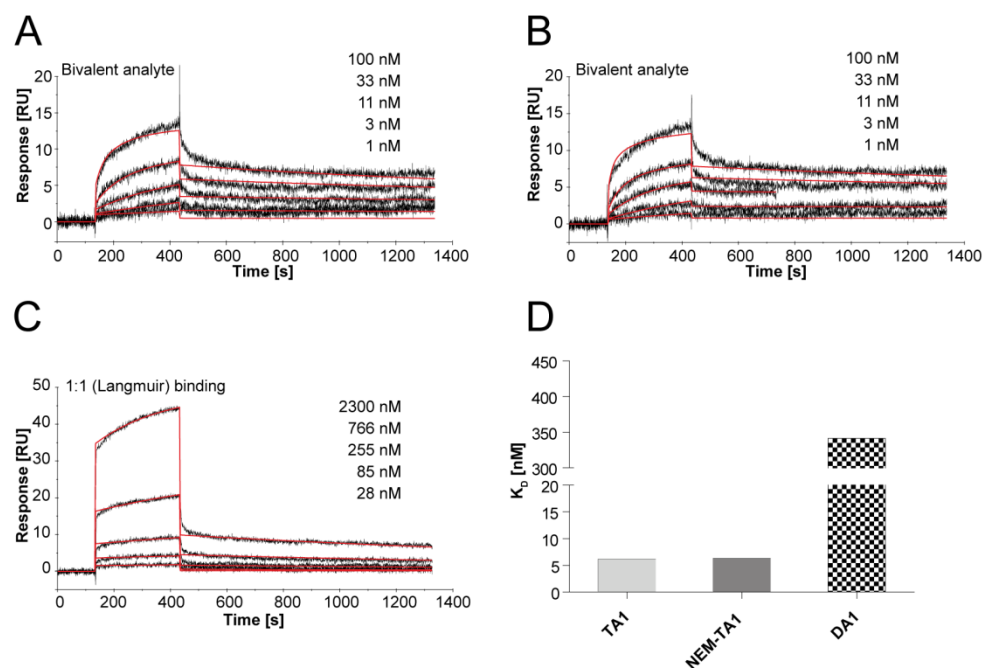 A
Bivalent analyte
100 nM
33 nM
11 nM
3 nM
1 nM
Response [RU]
20
15
10
5
0
0 200 400 600 800 1000 1200 1400
Time [s]
B
Bivalent analyte
100 nM
33 nM
11 nM
3 nM
1 nM
Response [RU]
20
15
10
5
0
0 200 400 600 800 1000 1200 1400
Time [s]
C
1:1 (Langmuir) binding
2300 nM
766 nM
255 nM
85 nM
28 nM
Response [RU]
50
40
30
20
10
0
0 200 400 600 800 1000 1200 1400
Time [s]
D
K_D [nM]
450
400
350
300
20
15
10
5
0
TA1
NEM-TA1
DA1